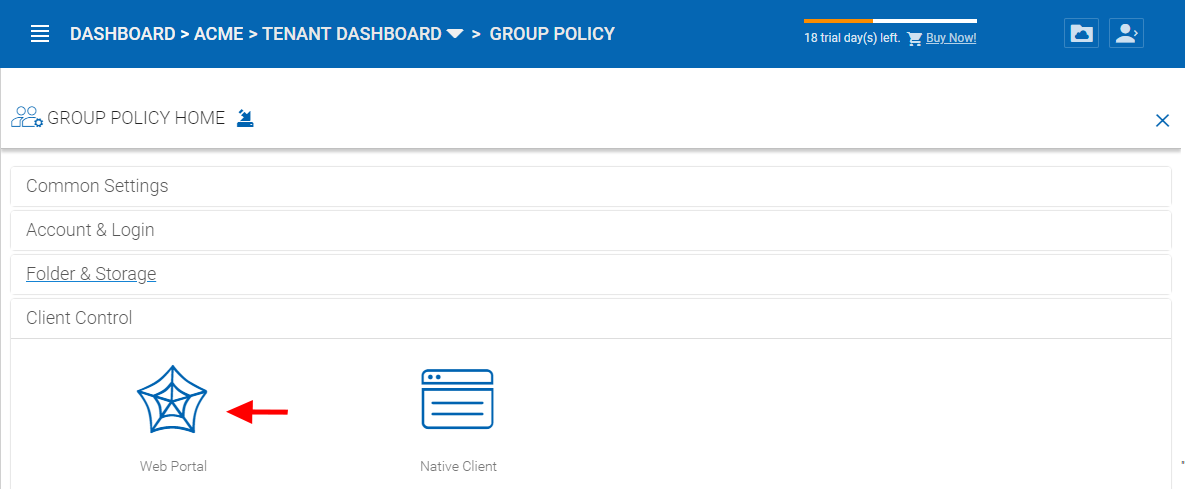 DASHBOARD > ACME > TENANT DASHBOARD > GROUP POLICY
18 trial day(s) left. Buy Now!
GROUP POLICY HOME
Common Settings
Account & Login
Folder & Storage
Client Control
Web Portal Native Client